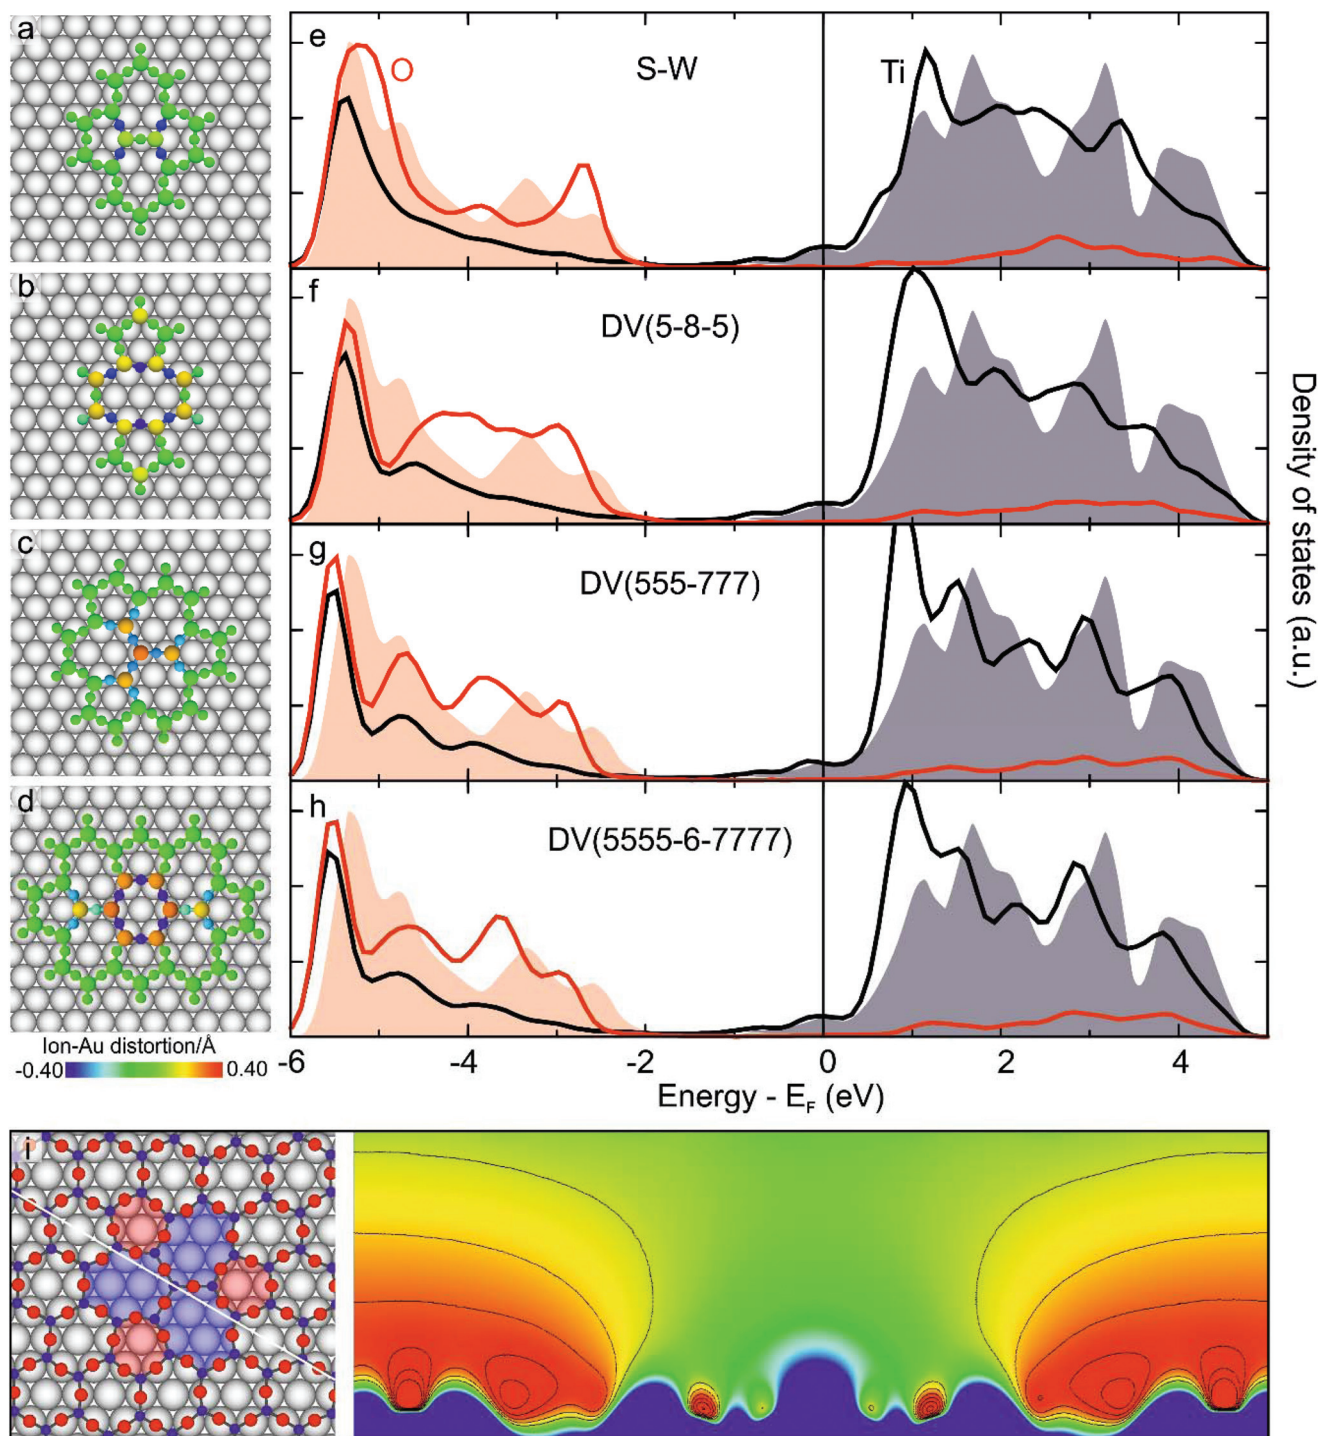 a
e
O
S-W
Ti
b
f
DV(5-8-5)
c
g
DV(555-777)
d
h
DV(5555-6-7777)
Density of states (a.u.)
Ion-Au distortion/Å
-0.40 0.40
-6 -4 -2 0 2 4
Energy - E_F (eV)
i